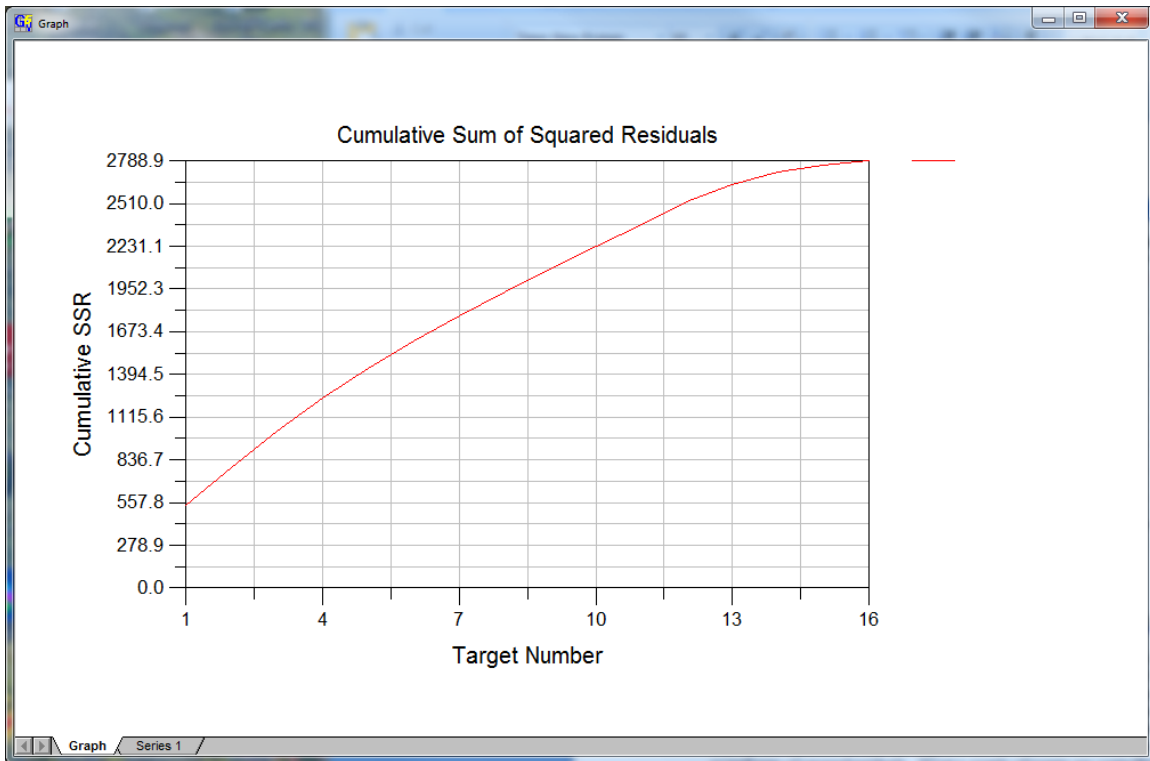 Graph
Cumulative Sum of Squared Residuals
2788.9
2510.0
2231.1
1952.3
1673.4
1394.5
1115.6
836.7
557.8
278.9
0.0
Cumulative SSR
1 4 7 10 13 16
Target Number
Graph Series 1